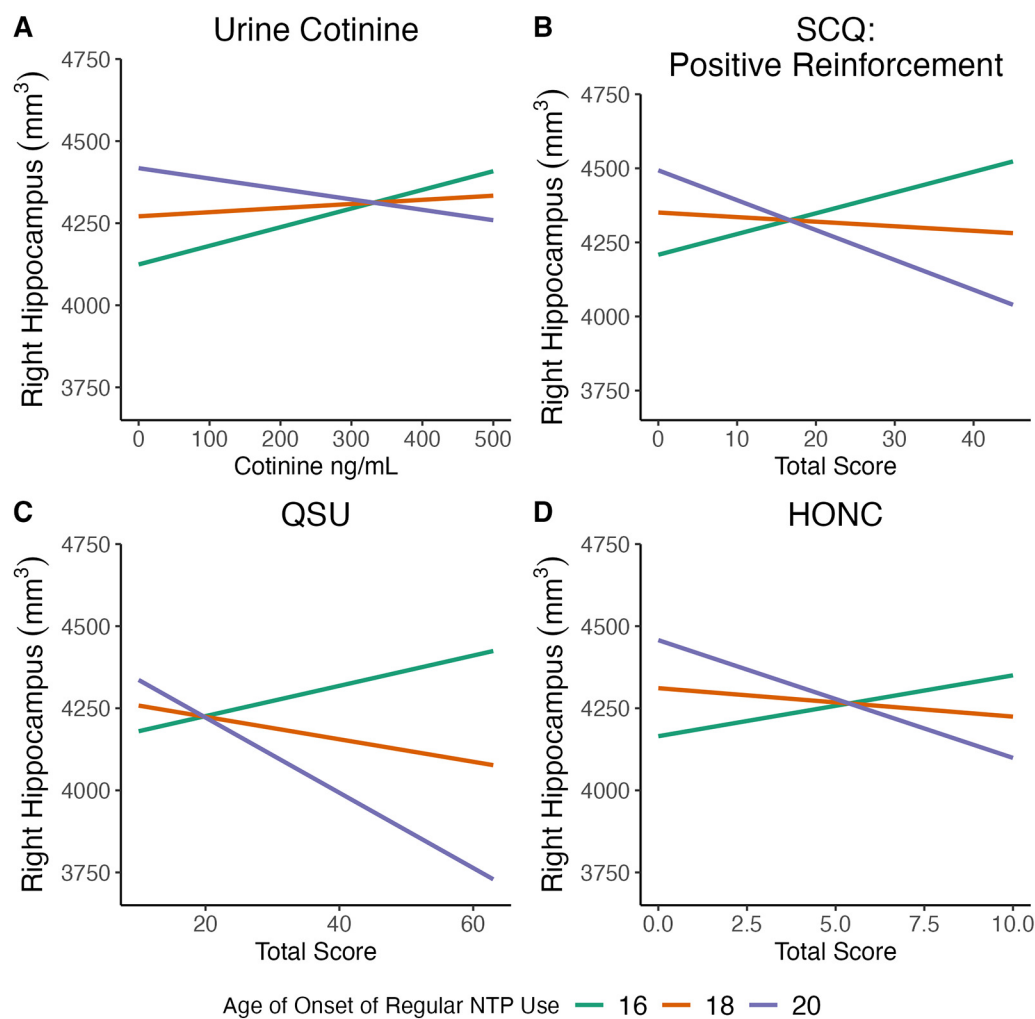 A
Urine Cotinine
Right Hippocampus (mm³)
4750
4500
4250
4000
3750
0 100 200 300 400 500
Cotinine ng/mL
B
SCQ:
Positive Reinforcement
Right Hippocampus (mm³)
4750
4500
4250
4000
3750
0 10 20 30 40
Total Score
C
QSU
Right Hippocampus (mm³)
4750
4500
4250
4000
3750
20 40 60
Total Score
D
HONC
Right Hippocampus (mm³)
4750
4500
4250
4000
3750
0.0 2.5 5.0 7.5 10.0
Total Score
Age of Onset of Regular NTP Use 16 18 20